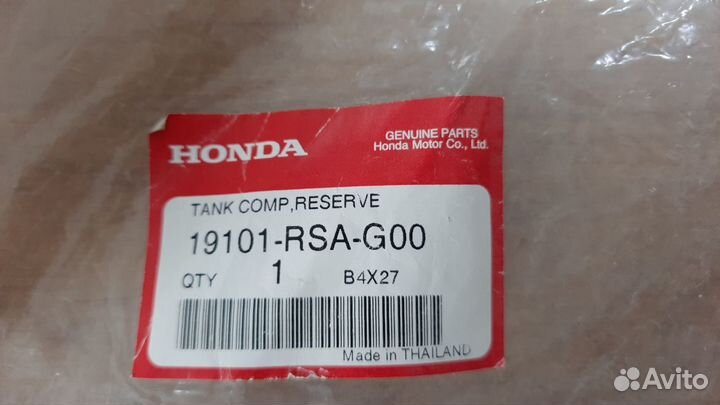 HONDA
GENUINE PARTS
Honda Motor Co., Ltd.
TANK COMP,RESERVE
19101-RSA-G00
QTY 1 B4X27
Made in THAILAND
Avito